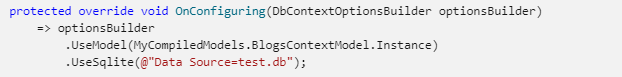 protected override void OnConfiguring(DbContextOptionsBuilder optionsBuilder)
    => optionsBuilder
        .UseModel(MyCompiledModels.BlogsContextModel.Instance)
        .UseSqlite(@"Data Source=test.db");